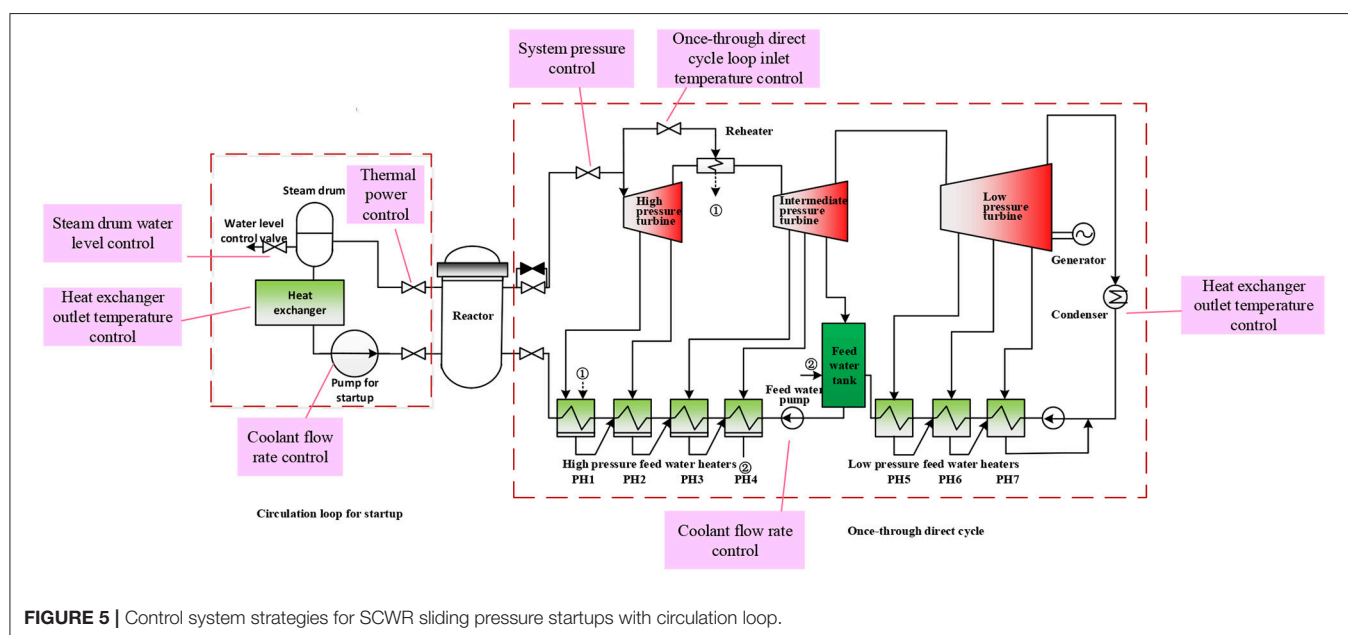 System pressure
control
Once-through direct
cycle loop inlet
temperature control
Reheater
Thermal
power
control
Steam drum
Steam drum water
level control
Water level
control valve
High
pressure
turbine
①
Intermediate
pressure
turbine
Low
pressure
turbine
Generator
Heat exchanger
outlet temperature
control
Heat
exchanger
Reactor
Condenser
Heat exchanger
outlet temperature
control
Pump for
startup
①
②
Feed
water
tank
Feed water
pump
Coolant flow
rate control
High pressure feed water heaters
②
PH1 PH2 PH3 PH4
Low pressure feed water heaters
PH5 PH6 PH7
Circulation loop for startup
Coolant flow rate
control
Once-through direct cycle
FIGURE 5 | Control system strategies for SCWR sliding pressure startups with circulation loop.